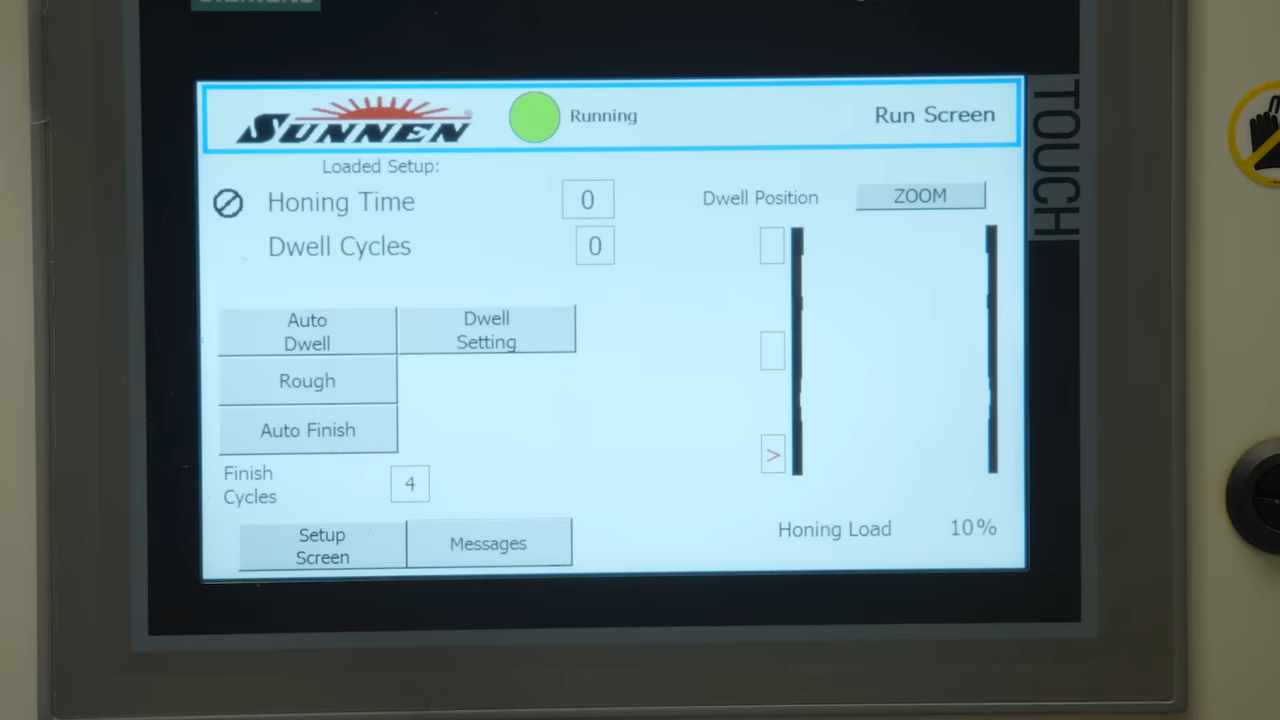 SIEMENS
TOUCH
SUNNEN®
Running
Run Screen
Loaded Setup:
Honing Time 0
Dwell Cycles 0
Dwell Position
ZOOM
Auto
Dwell
Dwell
Setting
Rough
Auto Finish
>
Finish
Cycles
4
Setup
Screen
Messages
Honing Load 10%